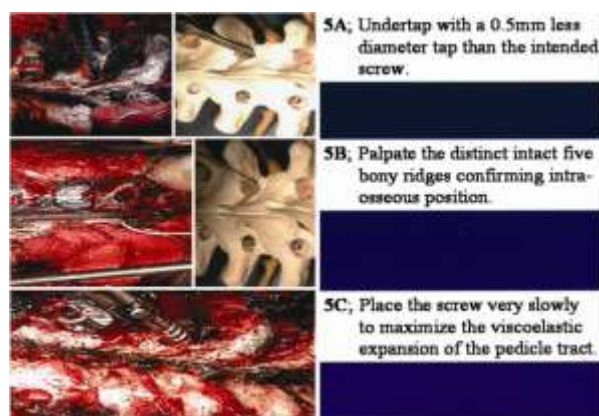 5A; Undertap with a 0.5mm less
diameter tap than the intended
screw.
5B; Palpate the distinct intact five
bony ridges confirming intra-
osseous position.
5C; Place the screw very slowly
to maximize the viscoelastic
expansion of the pedicle tract.